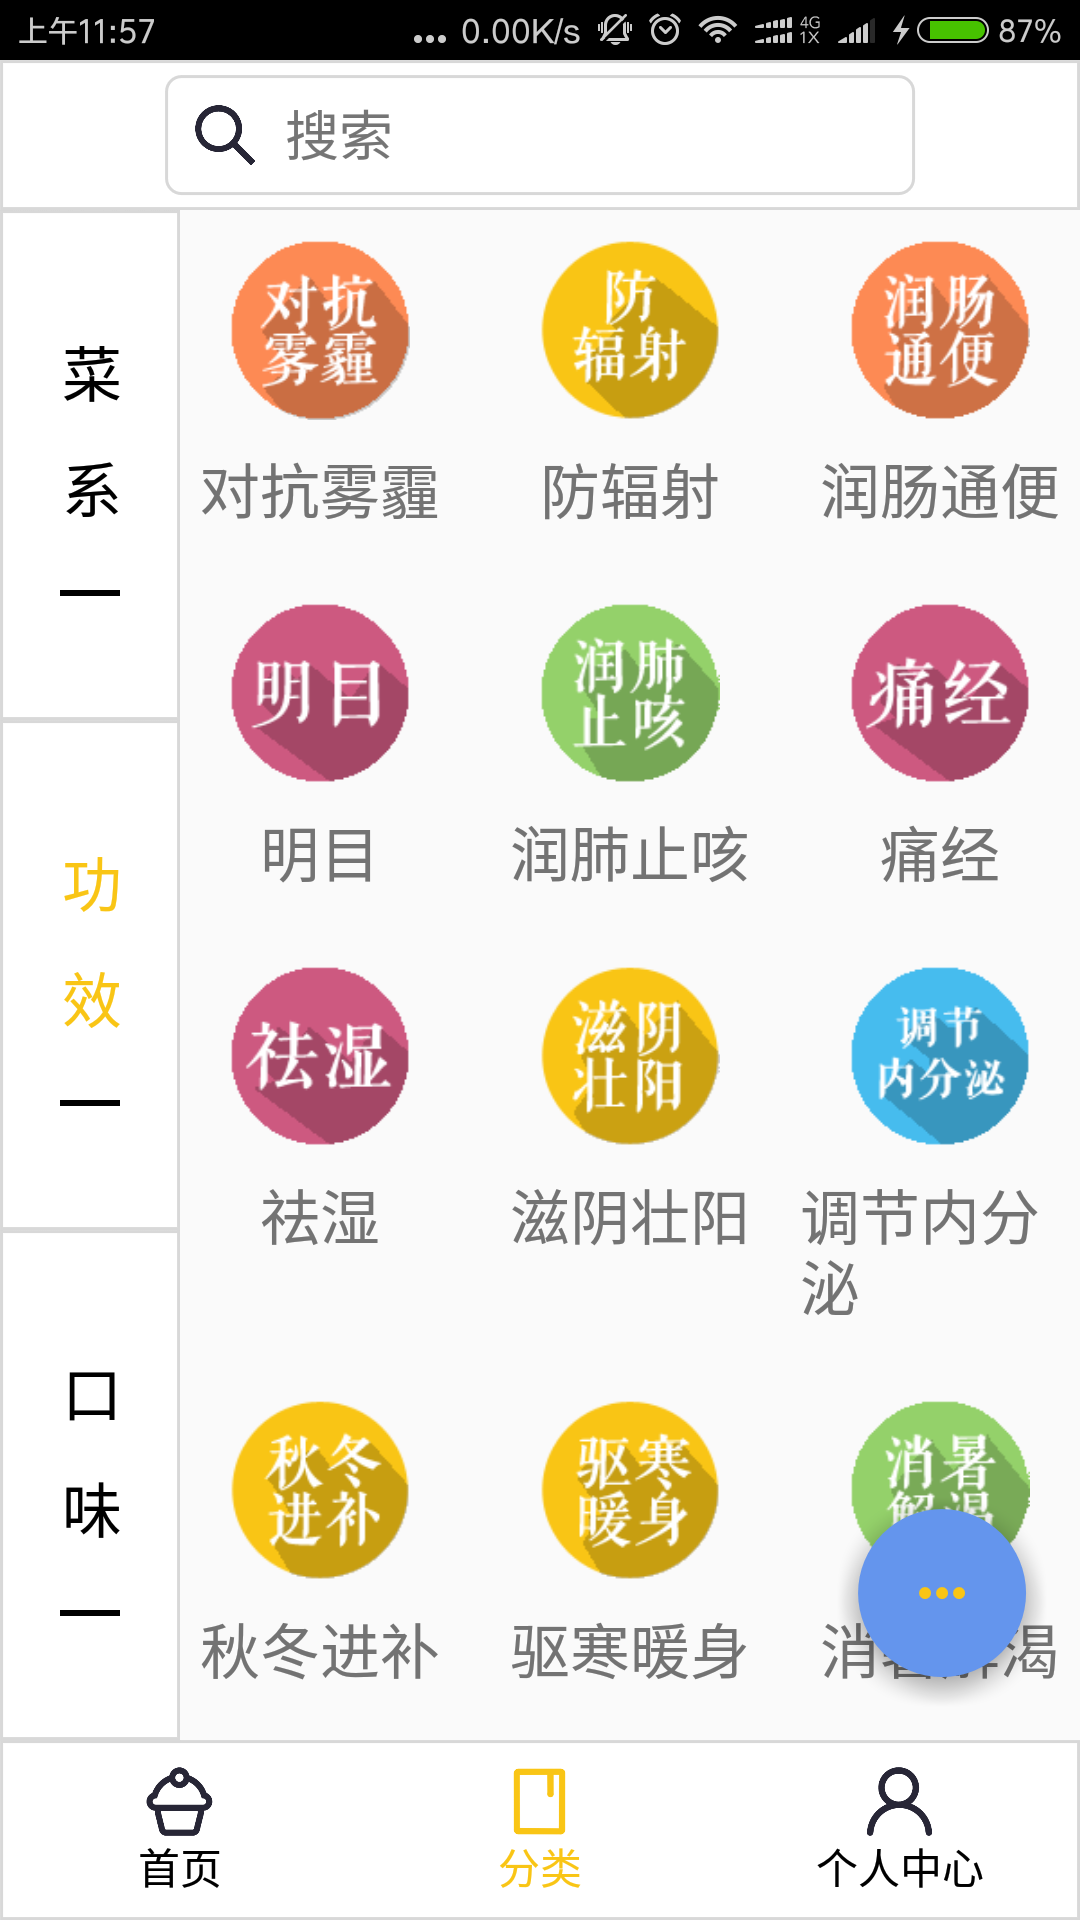 上午11:57
... 0.00K/s
4G
1X
87%
搜索
菜
系
功
效
口
味
对抗
雾霾
防
辐射
润肠
通便
对抗雾霾
防辐射
润肠通便
明目
润肺
止咳
痛经
明目
润肺止咳
痛经
祛湿
滋阴
壮阳
调节
内分泌
祛湿
滋阴壮阳
调节内分
泌
秋冬
进补
驱寒
暖身
消暑
解渴
秋冬进补
驱寒暖身
消暑解渴
首页
分类
个人中心